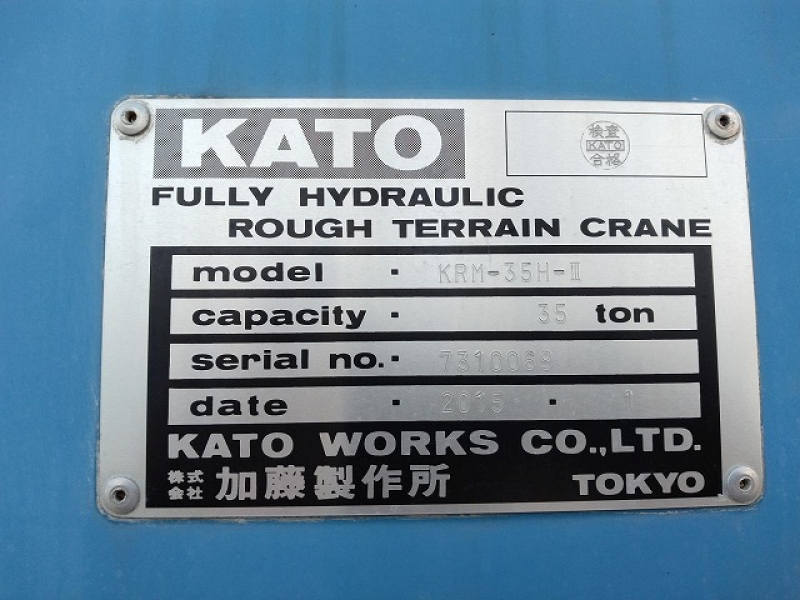 KATO
検査
KATO
合格
FULLY HYDRAULIC
ROUGH TERRAIN CRANE
model · KRM-35H-Ⅱ
capacity · 35 ton
serial no. · 7310069
date · 2015 · 1
KATO WORKS CO.,LTD.
株式会社 加藤製作所 TOKYO